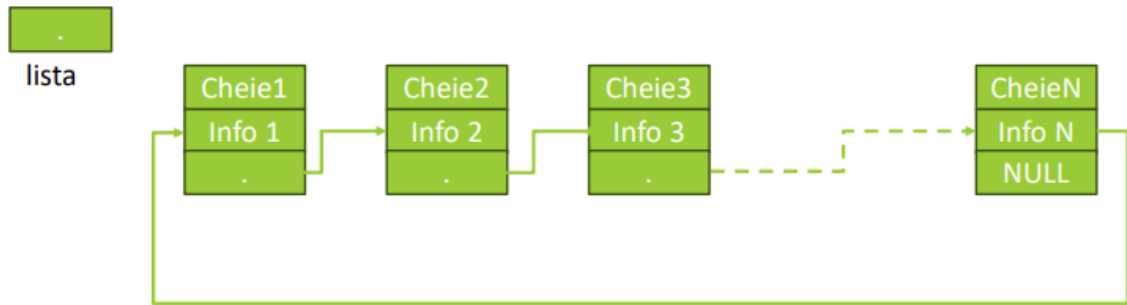 .
lista
Cheie1
Info 1
.
Cheie2
Info 2
.
Cheie3
Info 3
.
CheieN
Info N
NULL